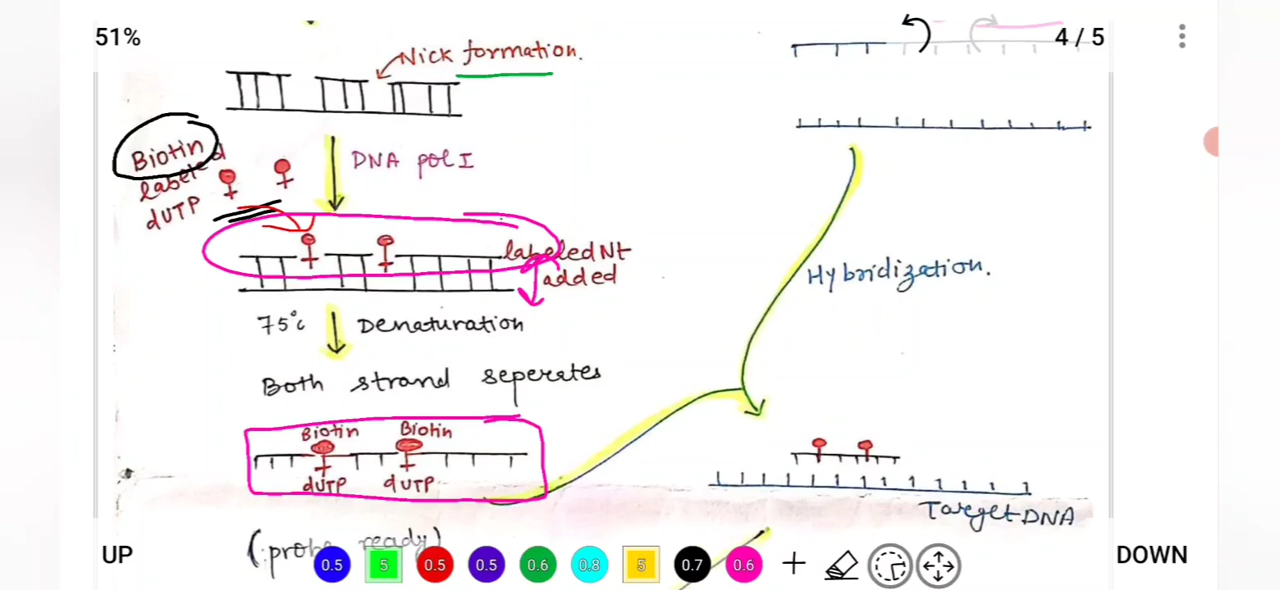 51%
4 / 5
Nick formation.
Biotin
labeled
dUTP
DNA pol I
labeled Nt
added
75°c Denaturation
Both strand seperates
Biotin Biotin
dUTP dUTP
(probe ready)
Hybridization.
Target DNA
UP
0.5 5 0.5 0.5 0.6 0.8 5 0.7 0.6
DOWN